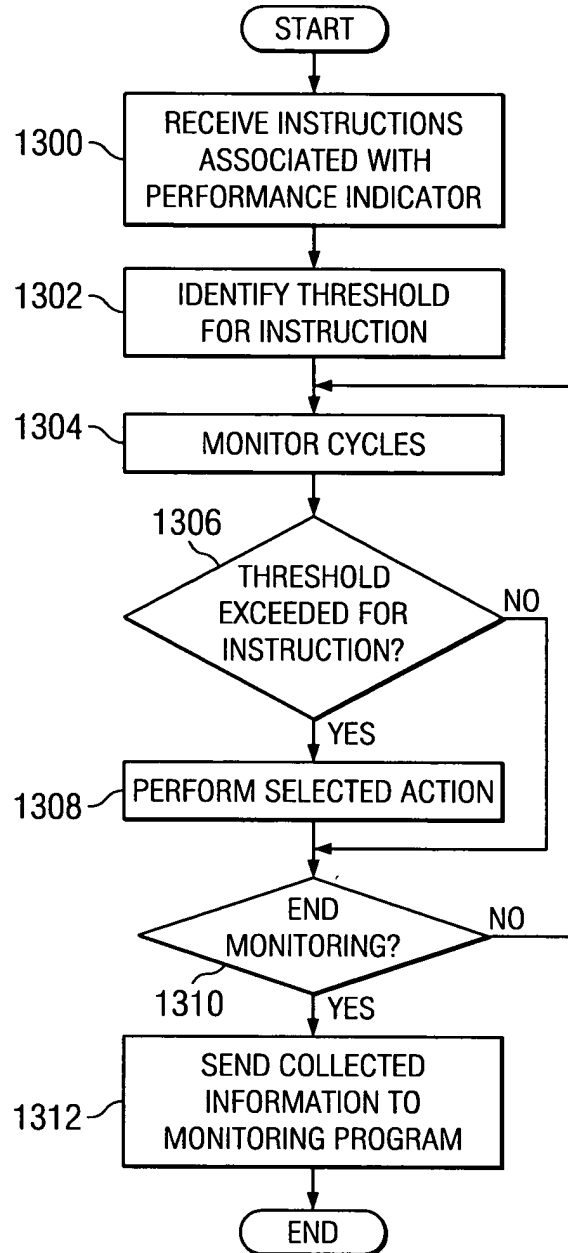 START
1300
RECEIVE INSTRUCTIONS
ASSOCIATED WITH
PERFORMANCE INDICATOR
1302
IDENTIFY THRESHOLD
FOR INSTRUCTION
1304
MONITOR CYCLES
1306
THRESHOLD
EXCEEDED FOR
INSTRUCTION?
NO
YES
1308
PERFORM SELECTED ACTION
END
MONITORING?
NO
1310
YES
1312
SEND COLLECTED
INFORMATION TO
MONITORING PROGRAM
END